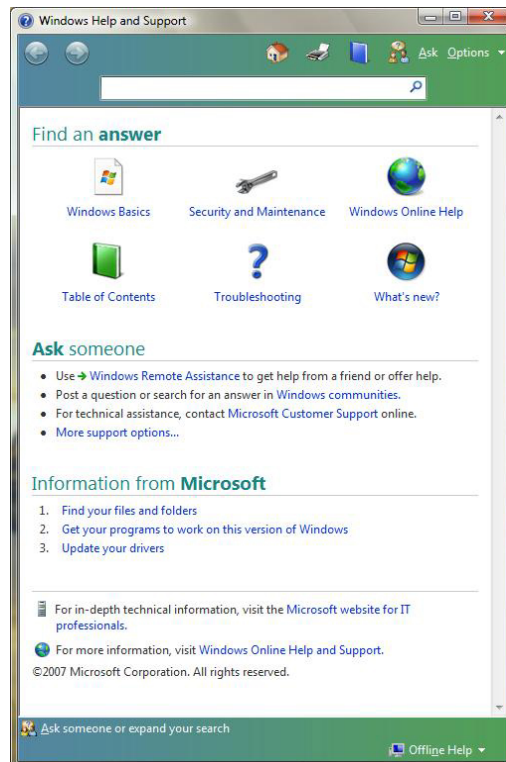 Windows Help and Support
Ask Options
Find an answer
Windows Basics
Security and Maintenance
Windows Online Help
Table of Contents
Troubleshooting
What's new?
Ask someone
• Use → Windows Remote Assistance to get help from a friend or offer help.
• Post a question or search for an answer in Windows communities.
• For technical assistance, contact Microsoft Customer Support online.
• More support options...
Information from Microsoft
1. Find your files and folders
2. Get your programs to work on this version of Windows
3. Update your drivers
For in-depth technical information, visit the Microsoft website for IT
professionals.
For more information, visit Windows Online Help and Support.
©2007 Microsoft Corporation. All rights reserved.
Ask someone or expand your search
Offline Help